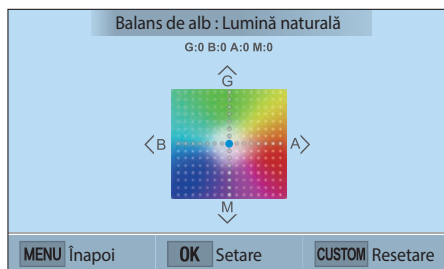 Balans de alb : Lumină naturală
G:0 B:0 A:0 M:0
G
B A
M
MENU Înapoi OK Setare CUSTOM Resetare